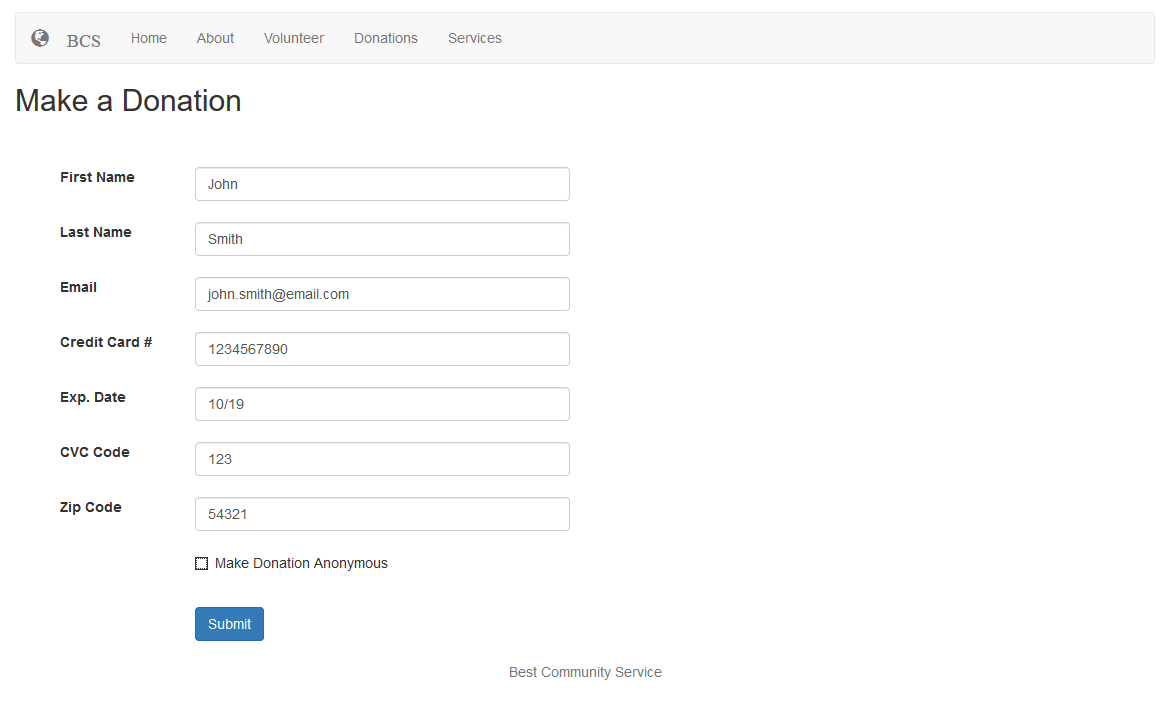 BCS Home About Volunteer Donations Services
Make a Donation
First Name John
Last Name Smith
Email john.smith@email.com
Credit Card # 1234567890
Exp. Date 10/19
CVC Code 123
Zip Code 54321
Make Donation Anonymous
Submit
Best Community Service